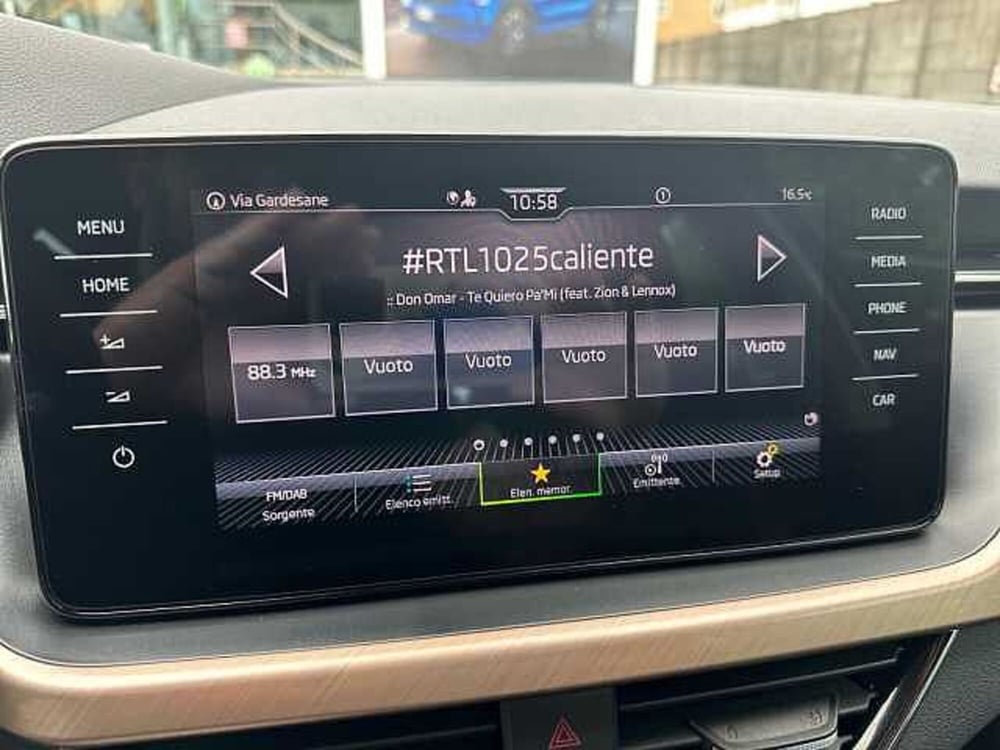 Via Gardesane
10:58
1
16.5°c
#RTL1025caliente
:: Don Omar - Te Quiero Pa'Mi (feat. Zion & Lennox)
88.3 MHz
Vuoto
Vuoto
Vuoto
Vuoto
Vuoto
FM/DAB
Sorgente
Elenco emitt.
Elen. memor.
Emittente
Setup
MENU
HOME
RADIO
MEDIA
PHONE
NAV
CAR